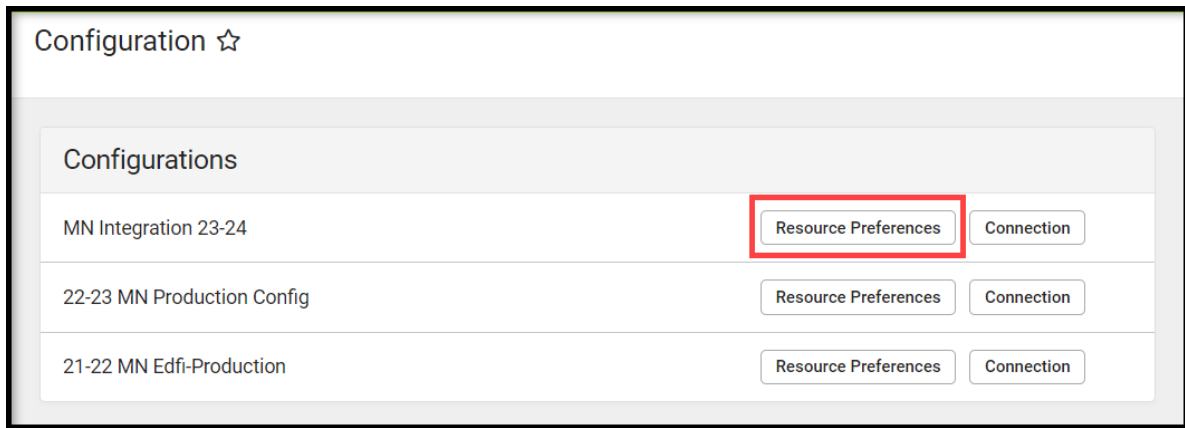 Configuration
Configurations
MN Integration 23-24 Resource Preferences Connection
22-23 MN Production Config Resource Preferences Connection
21-22 MN Edfi-Production Resource Preferences Connection